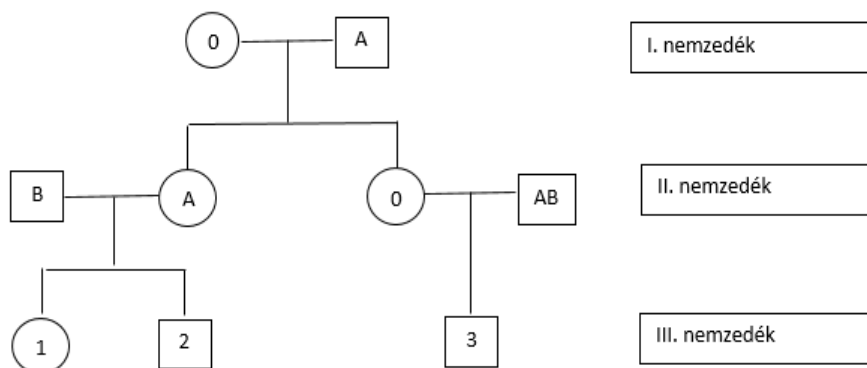 0 A I. nemzedék
B A 0 AB II. nemzedék
1 2 3 III. nemzedék